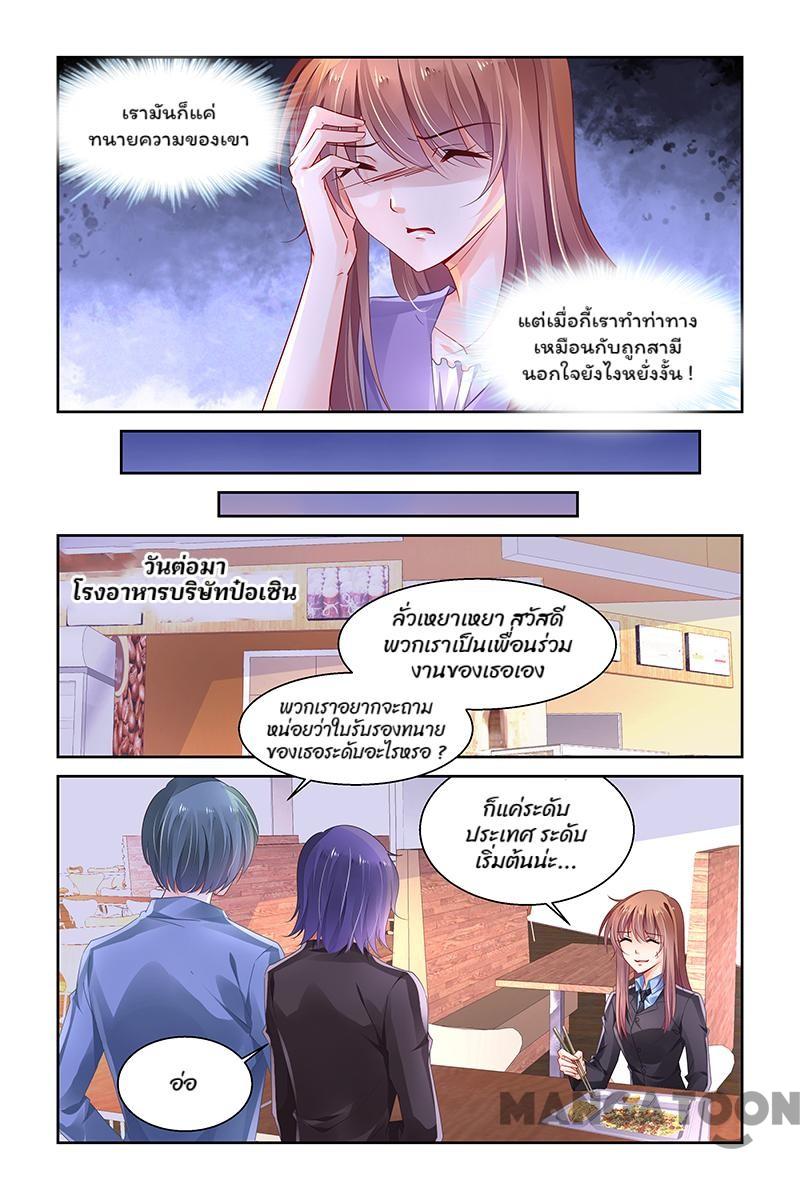 เรามันก็แค่
ทนายความของเขา
แต่เมื่อกี้เราทำท่าทาง
เหมือนกับถูกสามี
นอกใจยังไงหยั่งงั้น !
วันต่อมา
โรงอาหารบริษัทป๋อเซิน
ลั่วเหยาเหยา สวัสดี
พวกเราเป็นเพื่อนร่วม
งานของเธอเอง
พวกเราอยากจะถาม
หน่อยว่าใบรับรองทนาย
ของเธอระดับอะไรหรอ ?
ก็แค่ระดับ
ประเทศ ระดับ
เริ่มต้นน่ะ...
อ่อ
MANGATOON